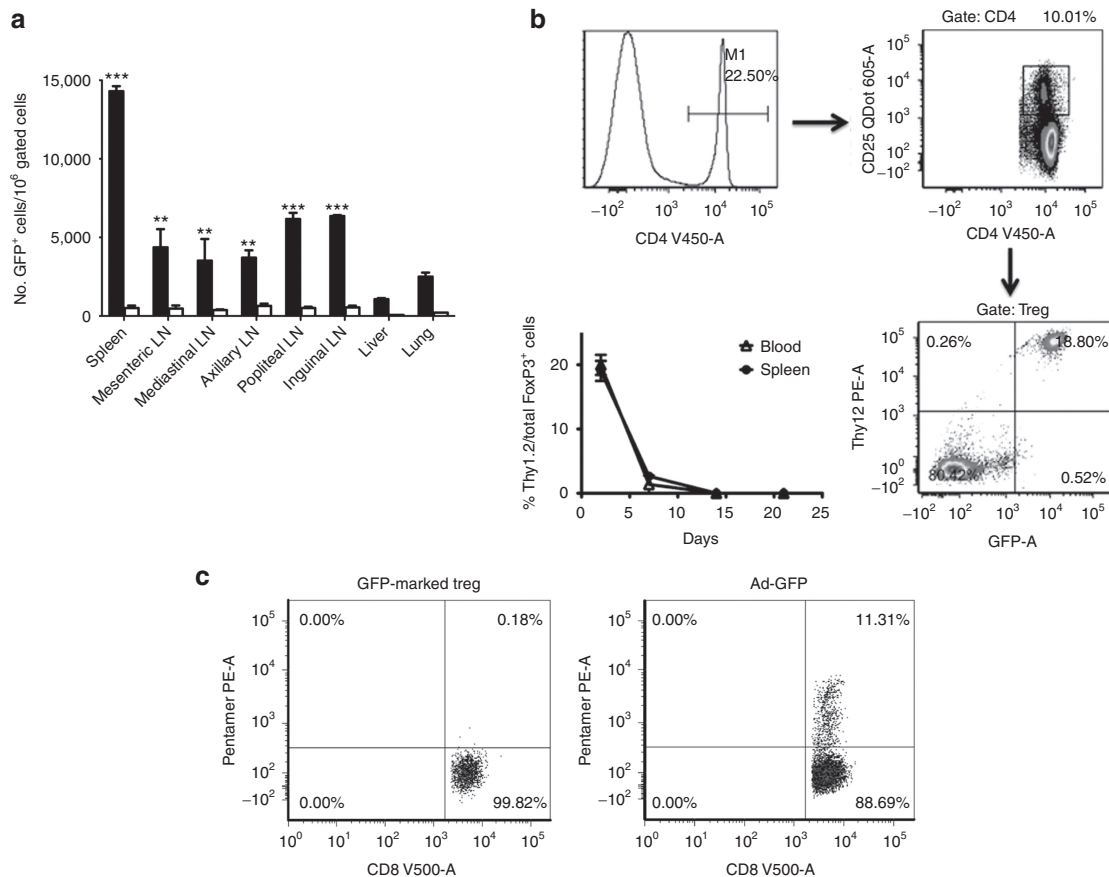 a
No. GFP+ cells/10⁶ gated cells
15,000
10,000
5,000
0
***
**
**
**
***
***
Spleen
Mesenteric LN
Mediastinal LN
Axillary LN
Popliteal LN
Inguinal LN
Liver
Lung
b
M1
22.50%
−10² 10³ 10⁴ 10⁵
CD4 V450-A
Gate: CD4 10.01%
CD25 QDot 605-A
10⁵
10⁴
10³
10²
−10²
−10² 10³ 10⁴ 10⁵
CD4 V450-A
% Thy1.2/total FoxP3+ cells
20
10
0
Blood
Spleen
0 5 10 15 20 25
Days
Gate: Treg
Thy12 PE-A
10⁵
10⁴
10³
10⁰
−10²
0.26% 18.80%
80.42% 0.52%
−10² 10² 10³ 10⁴ 10⁵
GFP-A
c
GFP-marked treg
Pentamer PE-A
10⁵
10⁴
10³
10²
−10²
0.00% 0.18%
0.00% 99.82%
10⁰ 10¹ 10² 10³ 10⁴ 10⁵
CD8 V500-A
Ad-GFP
Pentamer PE-A
10⁵
10⁴
10³
10²
−10²
0.00% 11.31%
0.00% 88.69%
10⁰ 10¹ 10² 10³ 10⁴ 10⁵
CD8 V500-A